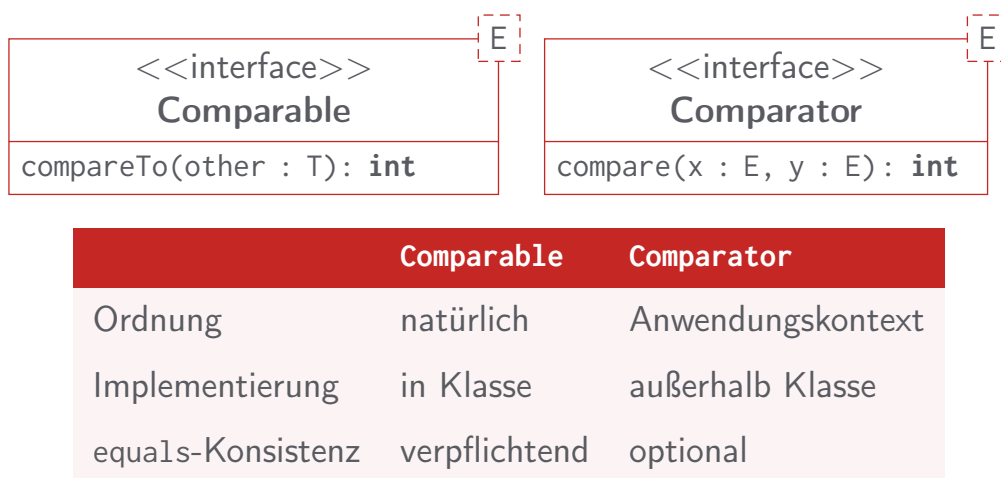 E
<<interface>>
Comparable
compareTo(other : T): int
E
<<interface>>
Comparator
compare(x : E, y : E): int
Comparable Comparator
Ordnung natürlich Anwendungskontext
Implementierung in Klasse außerhalb Klasse
equals-Konsistenz verpflichtend optional